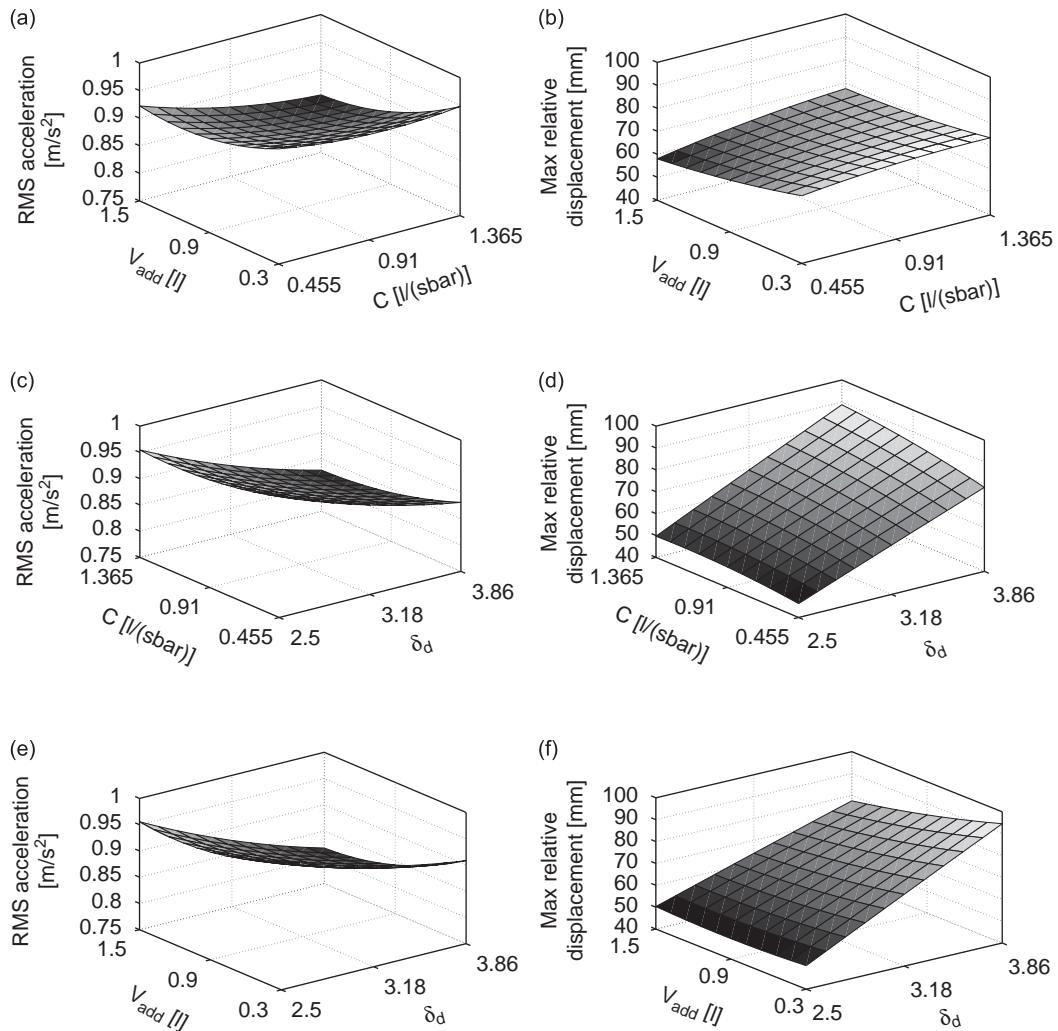 (a)
RMS acceleration
[m/s²]
1
0.95
0.9
0.85
0.8
0.75
1.5
0.9
0.3
V_add [l]
0.455
0.91
1.365
C [l/(sbar)]
(b)
Max relative
displacement [mm]
100
90
80
70
60
50
40
1.5
0.9
0.3
V_add [l]
0.455
0.91
1.365
C [l/(sbar)]
(c)
RMS acceleration
[m/s²]
1
0.95
0.9
0.85
0.8
0.75
1.365
0.91
0.455
C [l/(sbar)]
2.5
3.18
3.86
δ_d
(d)
Max relative
displacement [mm]
100
90
80
70
60
50
40
1.365
0.91
0.455
C [l/(sbar)]
2.5
3.18
3.86
δ_d
(e)
RMS acceleration
[m/s²]
1
0.95
0.9
0.85
0.8
0.75
1.5
0.9
0.3
V_add [l]
2.5
3.18
3.86
δ_d
(f)
Max relative
displacement [mm]
100
90
80
70
60
50
40
1.5
0.9
0.3
V_add [l]
2.5
3.18
3.86
δ_d